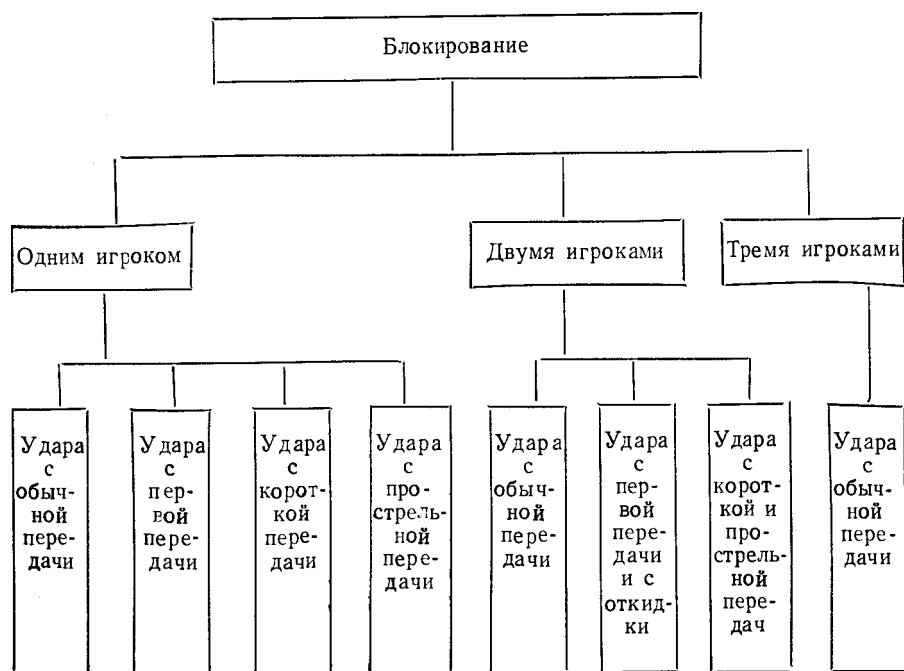 Блокирование
Одним игроком
Двумя игроками
Тремя игроками
Удара
с
обыч-
ной
пере-
дачи
Удара
с
пер-
вой
пере-
дачи
Удара
с
корот-
кой
пере-
дачи
Удара
с
про-
стрель-
ной
пере-
дачи
Удара
с
обыч-
ной
пере-
дачи
Удара
с
пер-
вой
пере-
дачи
и с
откид-
ки
Удара
с
корот-
кой и
про-
стрель-
ной
пере-
дач
Удара
с
обыч-
ной
пере-
дачи